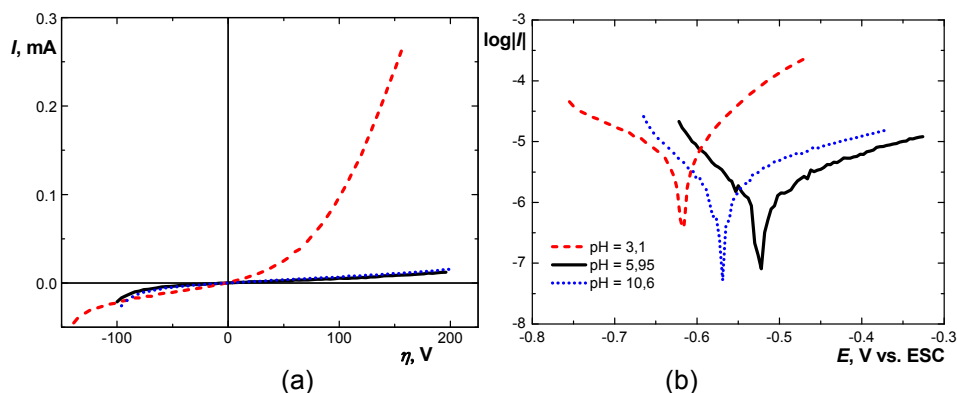 I, mA
0.3
0.2
0.1
0.0
-100
0
100
200
η, V
(a)
log|I|
-3
-4
-5
-6
-7
-8
pH = 3,1
pH = 5,95
pH = 10,6
-0.8
-0.7
-0.6
-0.5
-0.4
-0.3
E, V vs. ESC
(b)